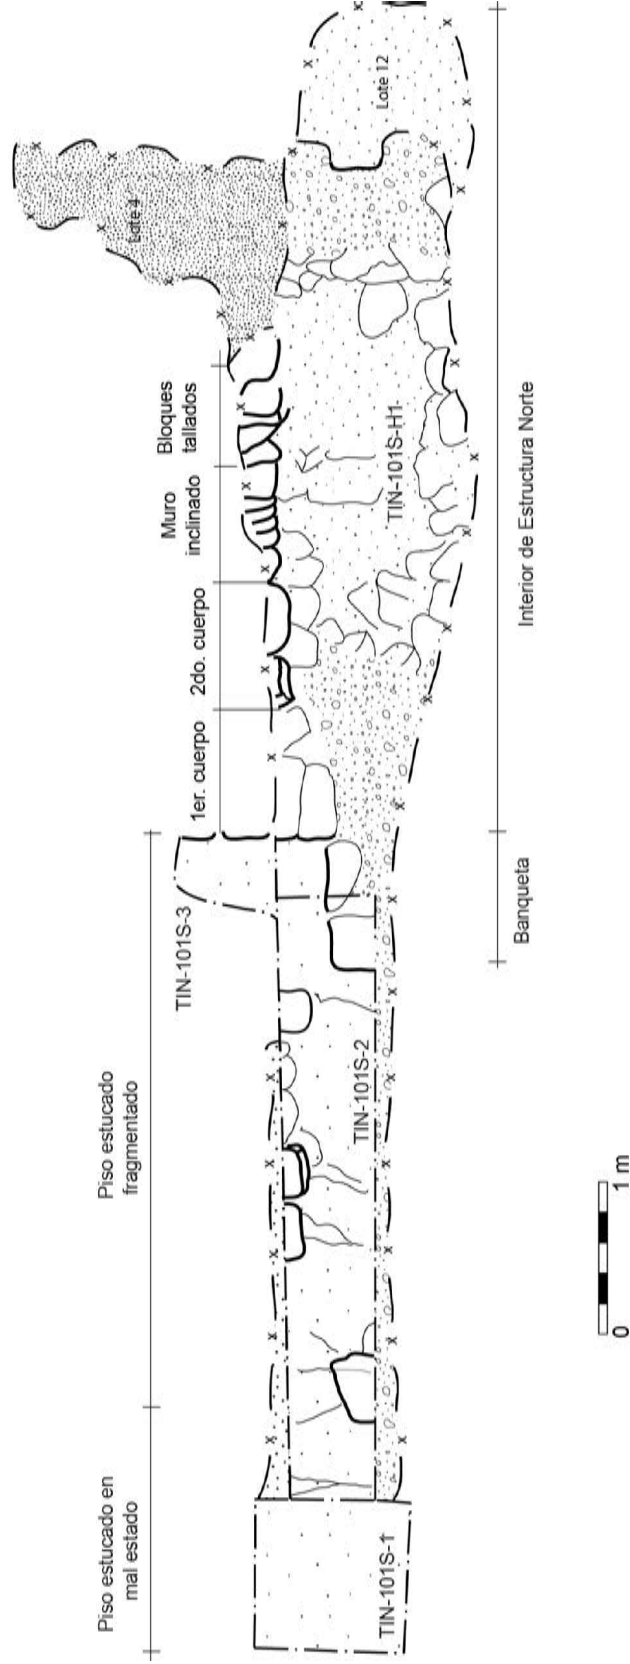 Piso estucado en
mal estado
Piso estucado
fragmentado
TIN-101S-3
1er. cuerpo
2do. cuerpo
Muro
inclinado
Bloques
tallados
Lote 4
TIN-101S-1
TIN-101S-2
TIN-101S-H1
Lote 12
Banqueta
Interior de Estructura Norte
0
1 m